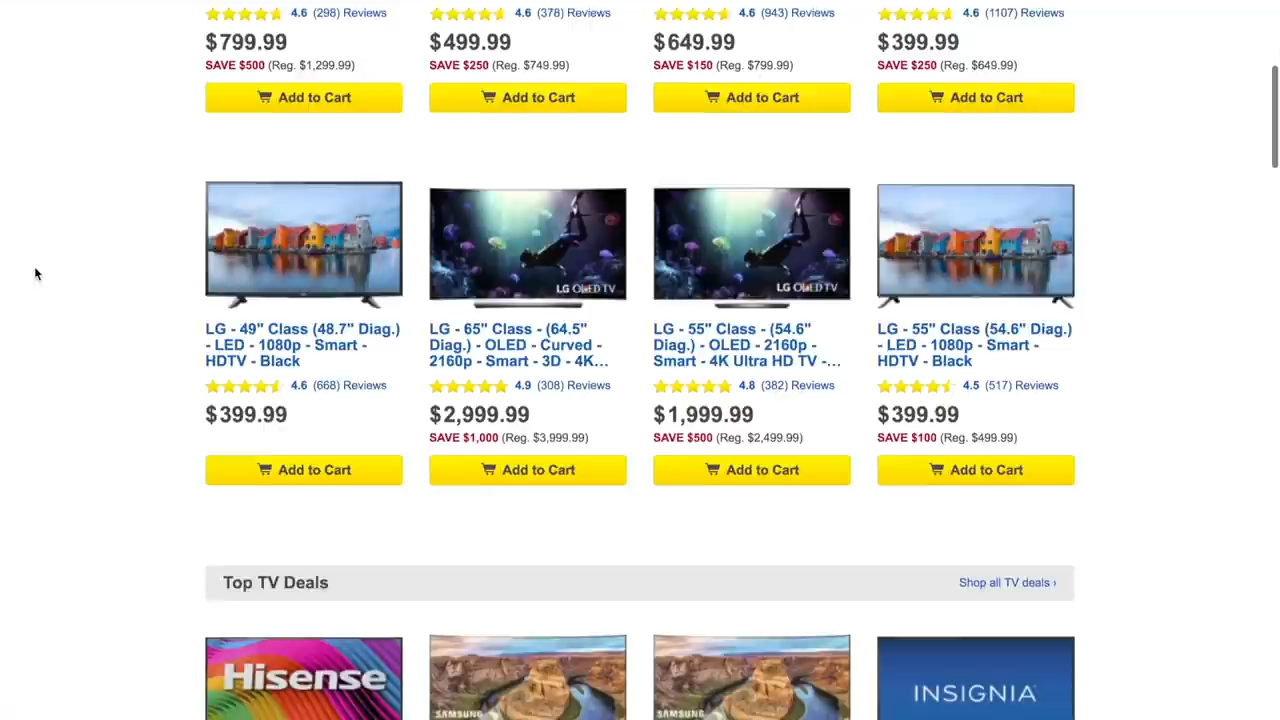 4.6 (298) Reviews
4.6 (378) Reviews
4.6 (943) Reviews
4.6 (1107) Reviews
$799.99
$499.99
$649.99
$399.99
SAVE $500 (Reg. $1,299.99)
SAVE $250 (Reg. $749.99)
SAVE $150 (Reg. $799.99)
SAVE $250 (Reg. $649.99)
Add to Cart
Add to Cart
Add to Cart
Add to Cart
LG OLED TV
LG OLED TV
LG - 49" Class (48.7" Diag.)
- LED - 1080p - Smart -
HDTV - Black
4.6 (668) Reviews
$399.99
Add to Cart
LG - 65" Class - (64.5"
Diag.) - OLED - Curved -
2160p - Smart - 3D - 4K...
4.9 (308) Reviews
$2,999.99
SAVE $1,000 (Reg. $3,999.99)
Add to Cart
LG - 55" Class - (54.6"
Diag.) - OLED - 2160p -
Smart - 4K Ultra HD TV -...
4.8 (382) Reviews
$1,999.99
SAVE $500 (Reg. $2,499.99)
Add to Cart
LG - 55" Class (54.6" Diag.)
- LED - 1080p - Smart -
HDTV - Black
4.5 (517) Reviews
$399.99
SAVE $100 (Reg. $499.99)
Add to Cart
Top TV Deals
Shop all TV deals ›
Hisense
SAMSUNG
SAMSUNG
INSIGNIA